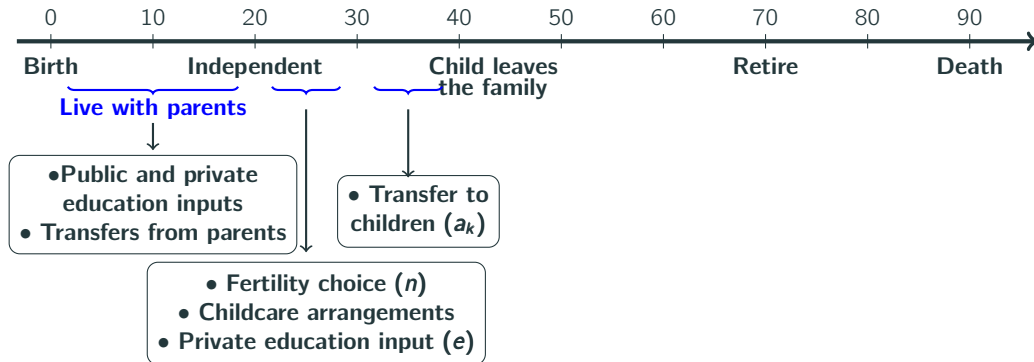 0 10 20 30 40 50 60 70 80 90
Birth Independent Child leaves Retire Death
the family
Live with parents
•Public and private
education inputs
• Transfers from parents
• Transfer to
children (aₖ)
• Fertility choice (n)
• Childcare arrangements
• Private education input (e)